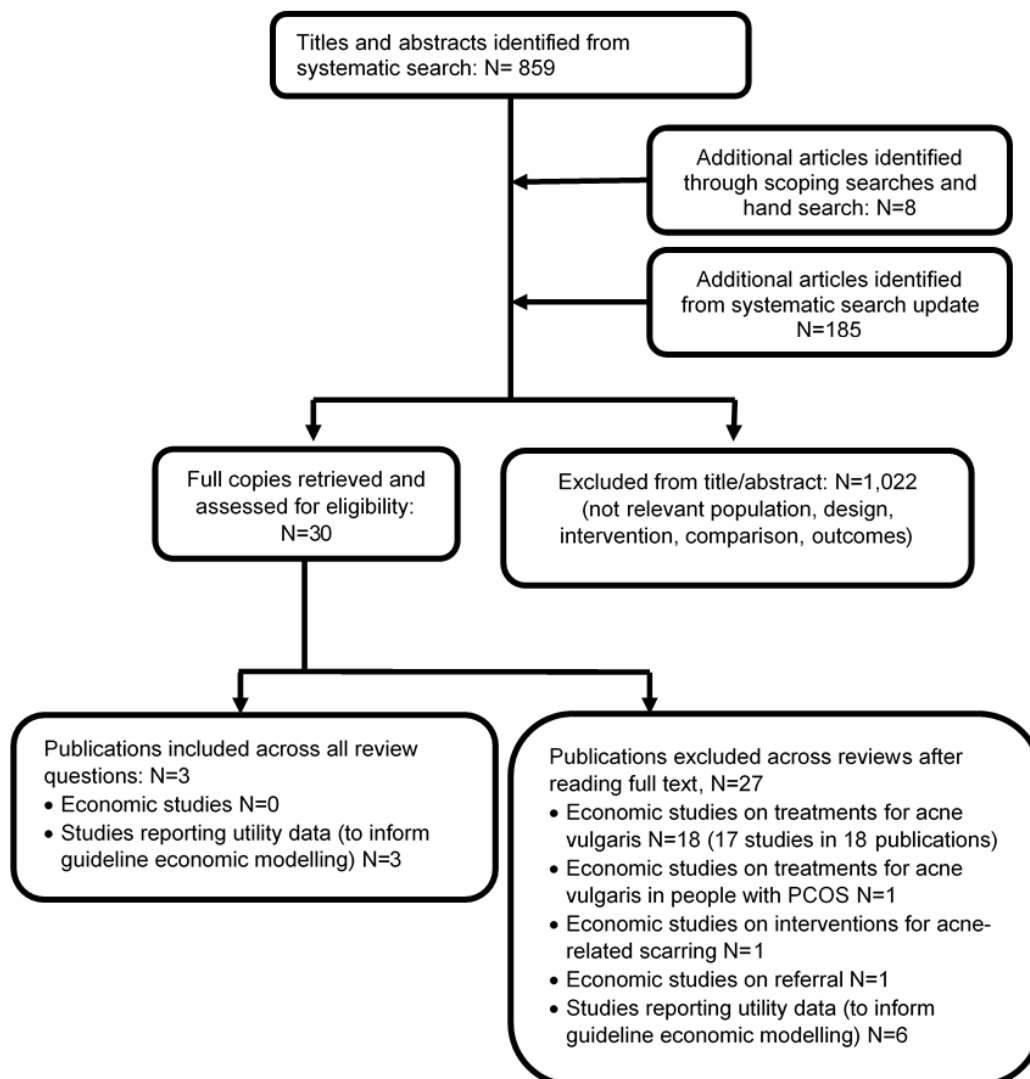 Titles and abstracts identified from
systematic search: N= 859
Additional articles identified
through scoping searches and
hand search: N=8
Additional articles identified
from systematic search update
N=185
Full copies retrieved and
assessed for eligibility:
N=30
Excluded from title/abstract: N=1,022
(not relevant population, design,
intervention, comparison, outcomes)
Publications included across all review
questions: N=3
• Economic studies N=0
• Studies reporting utility data (to inform
guideline economic modelling) N=3
Publications excluded across reviews after
reading full text, N=27
• Economic studies on treatments for acne
vulgaris N=18 (17 studies in 18 publications)
• Economic studies on treatments for acne
vulgaris in people with PCOS N=1
• Economic studies on interventions for acne-
related scarring N=1
• Economic studies on referral N=1
• Studies reporting utility data (to inform
guideline economic modelling) N=6